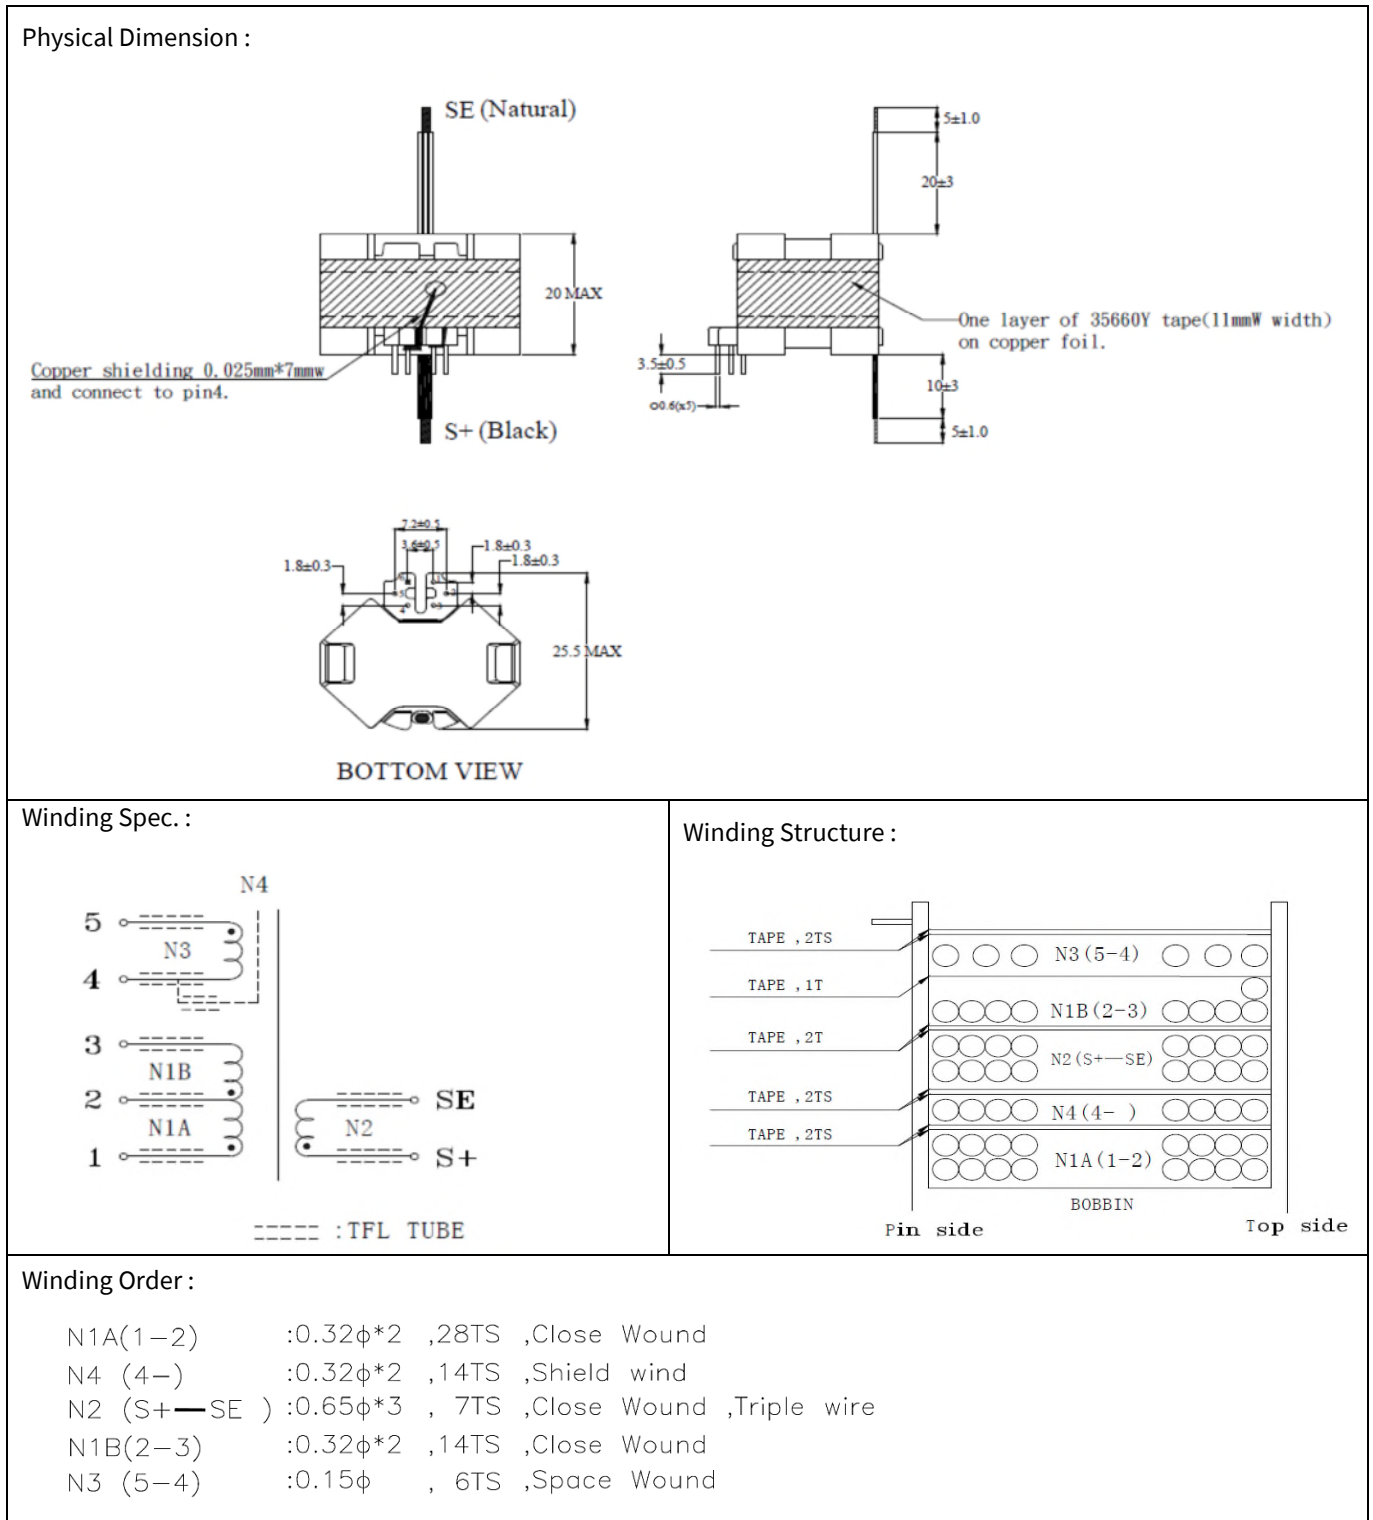 Physical Dimension :
SE (Natural)
5±1.0
20±3
20 MAX
One layer of 35660Y tape(11mmW width)
on copper foil.
Copper shielding 0.025mm*7mmw
and connect to pin4.
3.5±0.5
10±3
Φ0.6(x5)
S+ (Black)
5±1.0
7.2±0.5
3.6±0.5
1.8±0.3
1.8±0.3
1.8±0.3
1
5
2
4
3
25.5 MAX
BOTTOM VIEW
Winding Spec. :
N4
5
N3
4
3
N1B
2
SE
N1A
N2
1
S+
:TFL TUBE
Winding Structure :
TAPE ,2TS
N3(5-4)
TAPE ,1T
N1B(2-3)
TAPE ,2T
N2(S+—SE)
TAPE ,2TS
N4(4- )
TAPE ,2TS
N1A(1-2)
BOBBIN
Pin side
Top side
Winding Order :
N1A(1-2) :0.32ϕ*2 ,28TS ,Close Wound
N4 (4-) :0.32ϕ*2 ,14TS ,Shield wind
N2 (S+—SE ) :0.65ϕ*3 , 7TS ,Close Wound ,Triple wire
N1B(2-3) :0.32ϕ*2 ,14TS ,Close Wound
N3 (5-4) :0.15ϕ , 6TS ,Space Wound